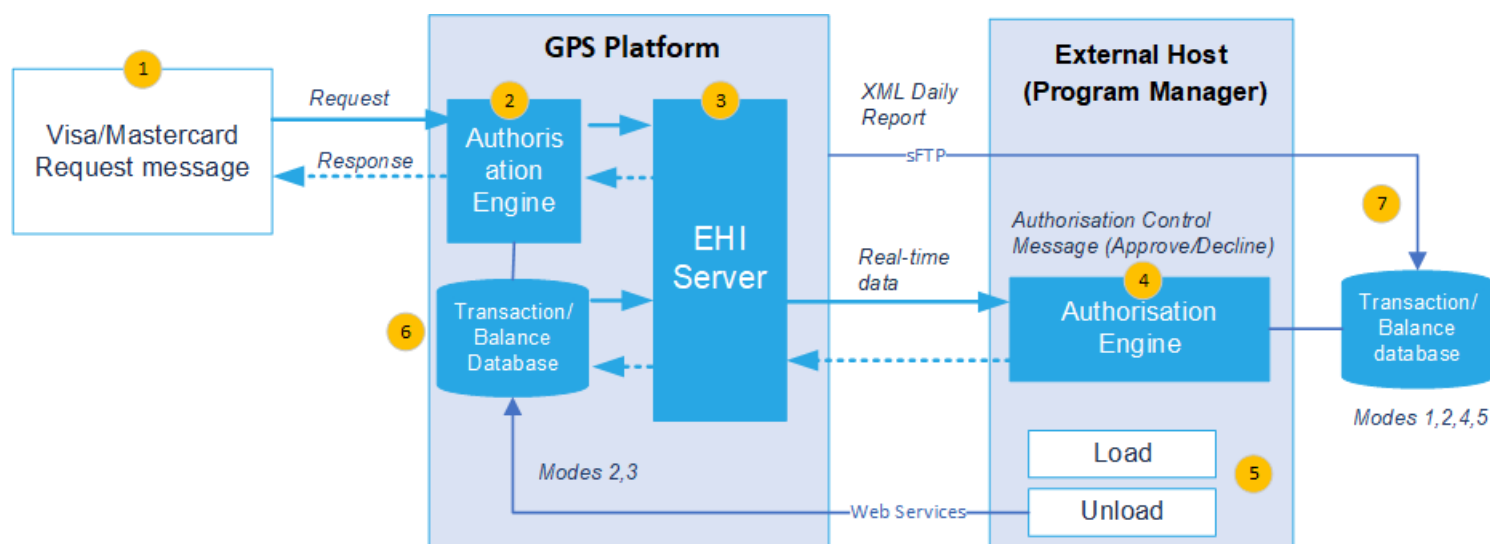 GPS Platform
External Host
(Program Manager)
1
Visa/Mastercard
Request message
Request
Response
2
Authoris
ation
Engine
3
EHI
Server
XML Daily
Report
sFTP
7
Authorisation Control
Message (Approve/Decline)
Real-time
data
4
Authorisation
Engine
6
Transaction/
Balance
Database
Transaction/
Balance
database
Modes 1,2,4,5
Modes 2,3
Load
5
Web Services
Unload